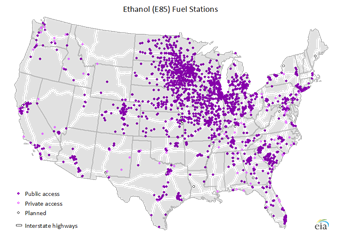 Ethanol (E85) Fuel Stations
Public access
Private access
Planned
Interstate highways
eia